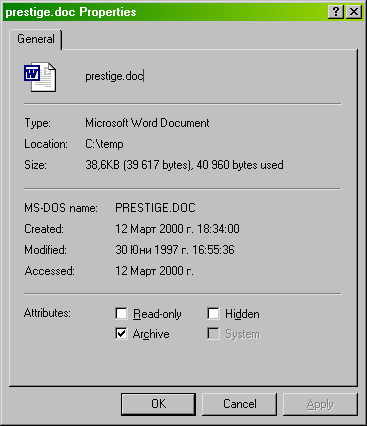 prestige.doc Properties
General
prestige.doc
Type: Microsoft Word Document
Location: C:\temp
Size: 38,6KB (39 617 bytes), 40 960 bytes used
MS-DOS name: PRESTIGE.DOC
Created: 12 Март 2000 г. 18:34:00
Modified: 30 Юни 1997 г. 16:55:36
Accessed: 12 Март 2000 г.
Attributes: Read-only Hidden
Archive System
OK Cancel Apply